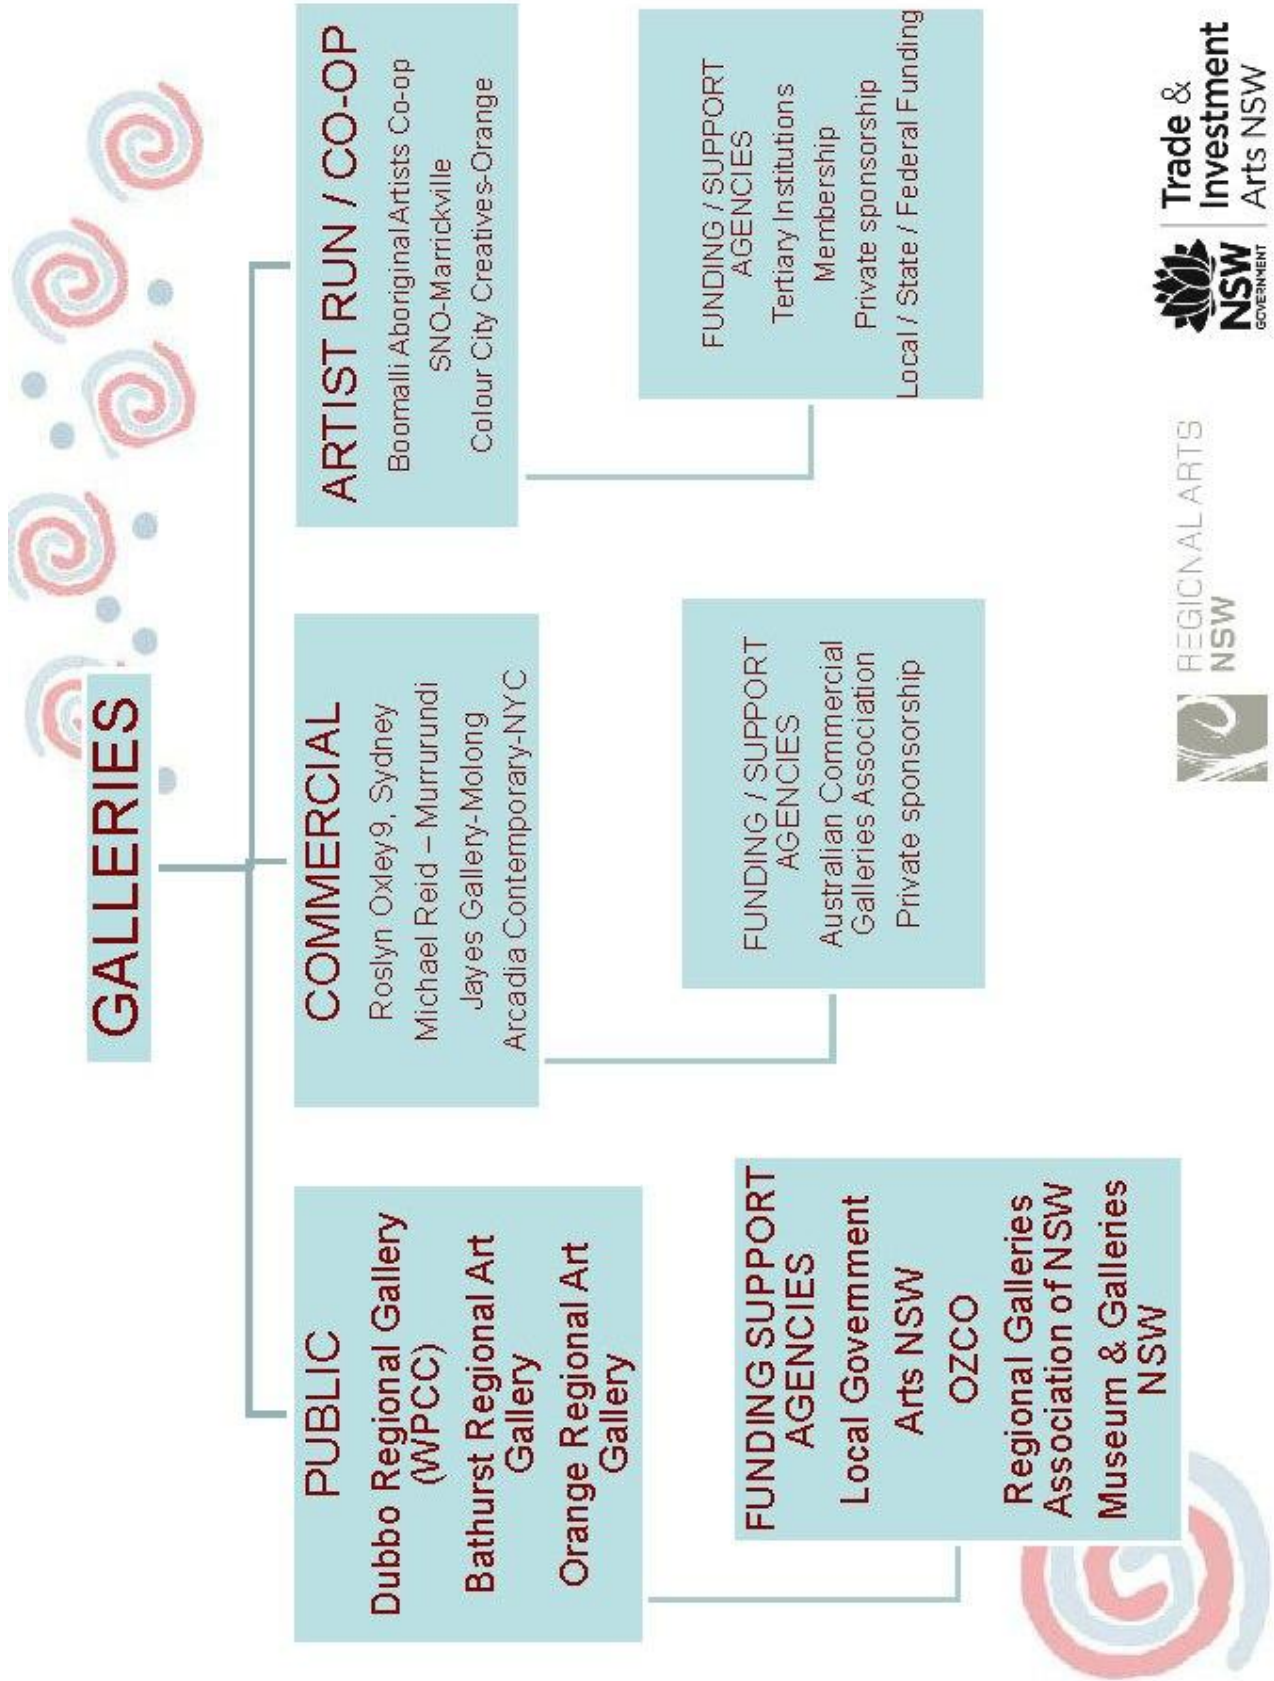 GALLERIES
PUBLIC
Dubbo Regional Gallery
(WPCC)
Bathurst Regional Art
Gallery
Orange Regional Art
Gallery
FUNDING SUPPORT
AGENCIES
Local Government
Arts NSW
OZCO
Regional Galleries
Association of NSW
Museum & Galleries
NSW
COMMERCIAL
Roslyn Oxley9, Sydney
Michael Reid – Murrurundi
Jayes Gallery-Molong
Arcadia Contemporary-NYC
FUNDING / SUPPORT
AGENCIES
Australian Commercial
Galleries Association
Private sponsorship
ARTIST RUN / CO-OP
Boomalli Aboriginal Artists Co-op
SNO-Marrickville
Colour City Creatives-Orange
FUNDING / SUPPORT
AGENCIES
Tertiary Institutions
Membership
Private sponsorship
Local / State / Federal Funding
REGIONAL ARTS
NSW
NSW
GOVERNMENT
Trade &
Investment
Arts NSW